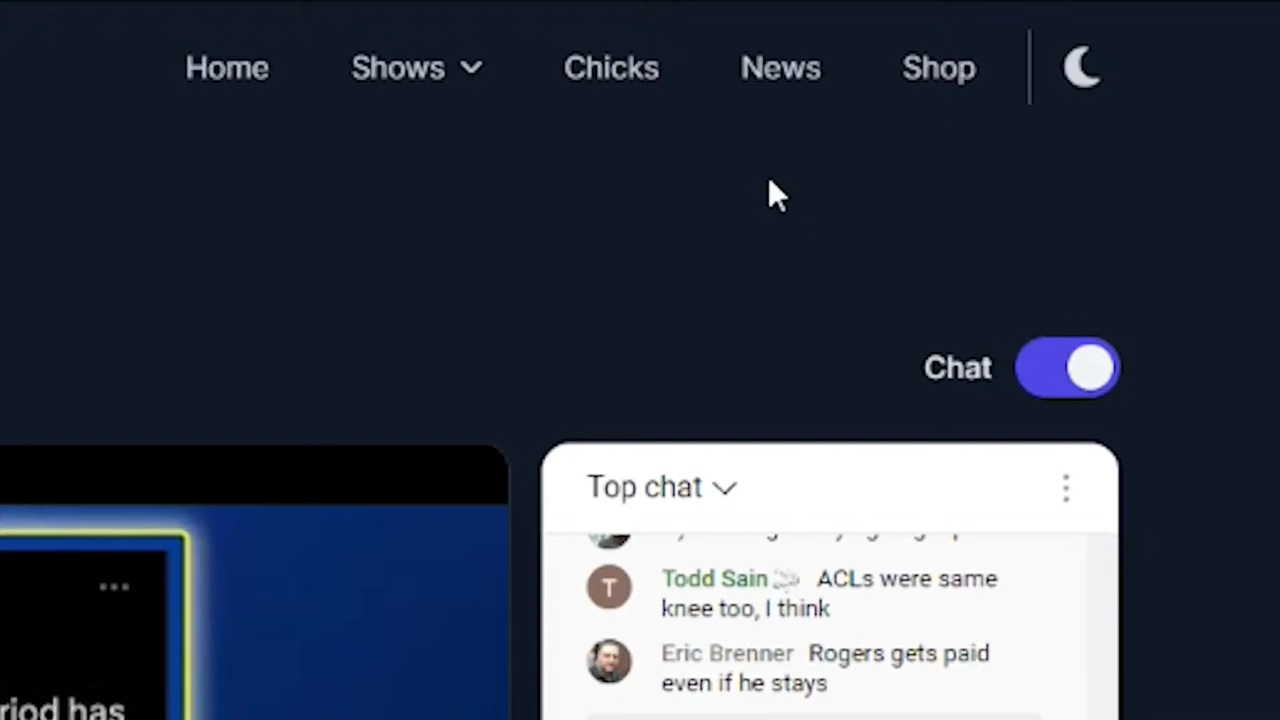 Home Shows Chicks News Shop
Chat
Top chat
T Todd Sain ACLs were same
knee too, I think
Eric Brenner Rogers gets paid
even if he stays
has